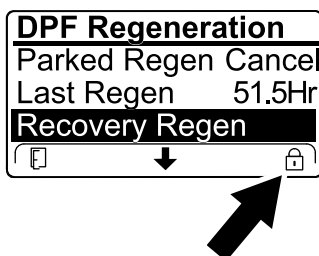 DPF Regeneration
Parked Regen Cancel
Last Regen 51.5Hr
Recovery Regen